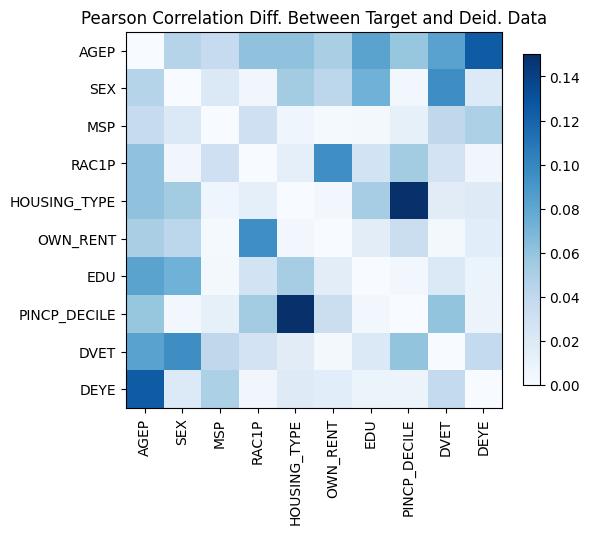 Pearson Correlation Diff. Between Target and Deid. Data
AGEP
SEX
MSP
RAC1P
HOUSING_TYPE
OWN_RENT
EDU
PINCP_DECILE
DVET
DEYE
AGEP
SEX
MSP
RAC1P
HOUSING_TYPE
OWN_RENT
EDU
PINCP_DECILE
DVET
DEYE
0.14
0.12
0.10
0.08
0.06
0.04
0.02
0.00